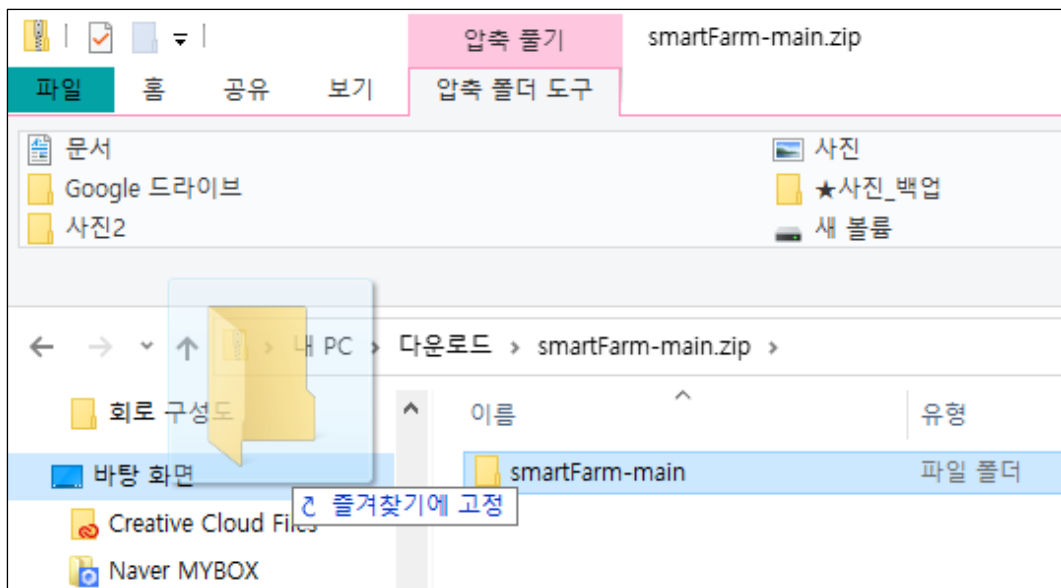 압축 풀기
smartFarm-main.zip
파일
홈
공유
보기
압축 폴더 도구
문서
사진
Google 드라이브
★사진_백업
사진2
새 볼륨
내 PC > 다운로드 > smartFarm-main.zip >
회로 구성도
이름
유형
바탕 화면
smartFarm-main
파일 폴더
즐겨찾기에 고정
Creative Cloud Files
Naver MYBOX